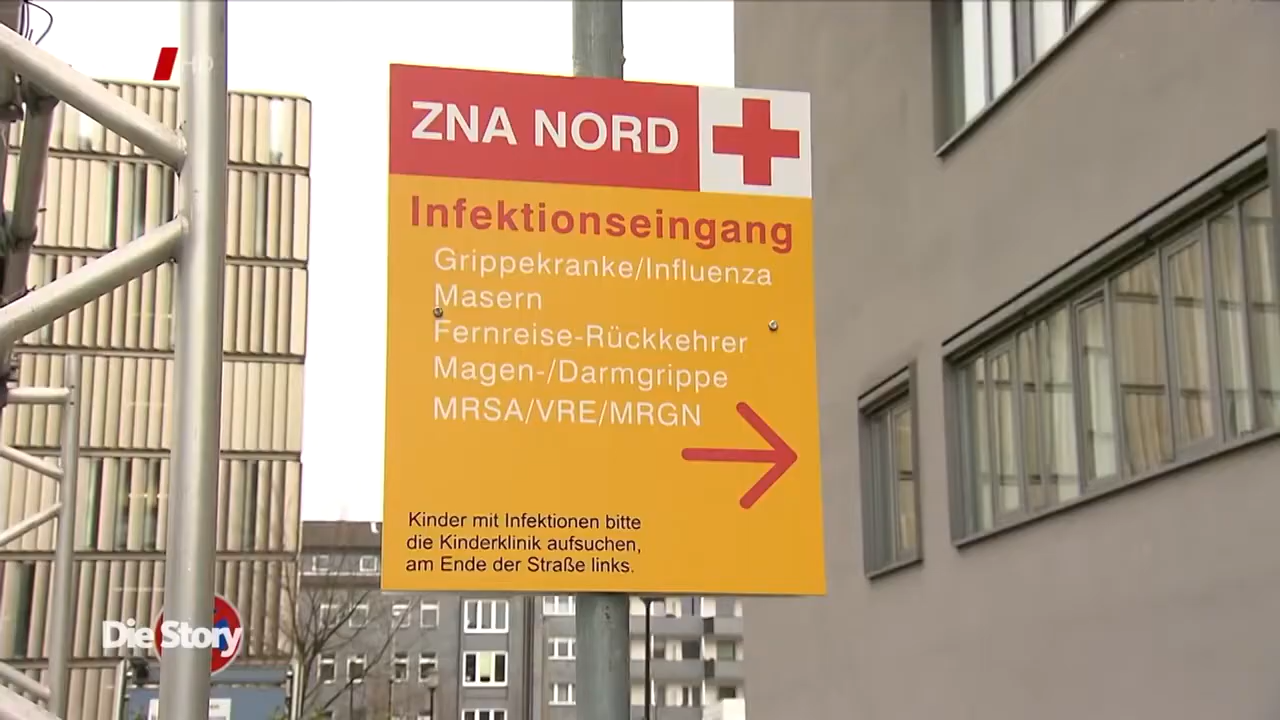 HD
ZNA NORD
Infektionseingang
Grippekranke/Influenza
Masern
Fernreise-Rückkehrer
Magen-/Darmgrippe
MRSA/VRE/MRGN
Kinder mit Infektionen bitte
die Kinderklinik aufsuchen,
am Ende der Straße links.
Die Story